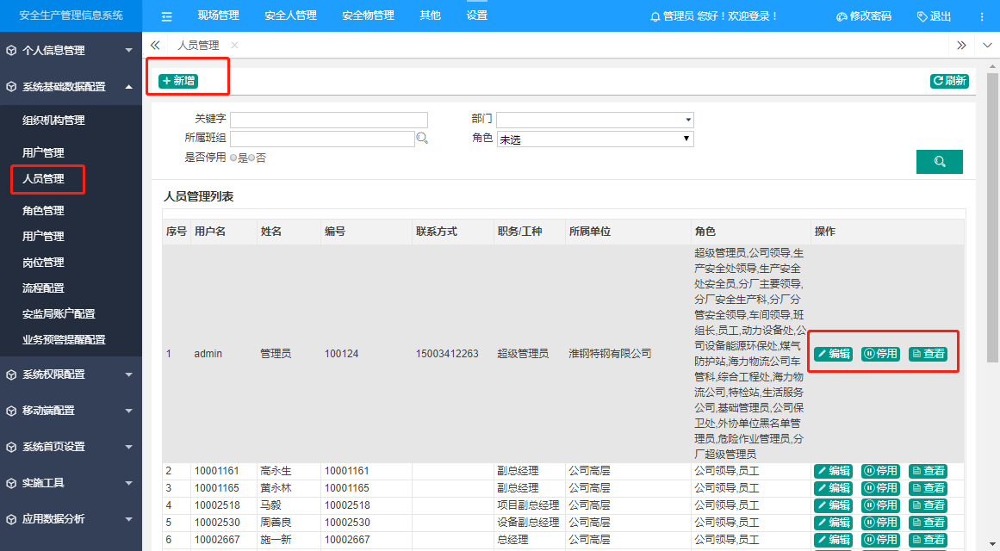 安全生产管理信息系统
现场管理 安全人管理 安全物管理 其他 设置
管理员 您好！欢迎登录！ 修改密码 退出
个人信息管理
系统基础数据配置
组织机构管理
用户管理
人员管理
角色管理
用户管理
岗位管理
流程配置
安监局账户配置
业务预警提醒配置
系统权限配置
移动端配置
系统首页设置
实施工具
应用数据分析
人员管理
新增 刷新
关键字 部门
所属班组 角色 未选
是否停用 是 否
人员管理列表
序号 用户名 姓名 编号 联系方式 职务/工种 所属单位 角色 操作
1 admin 管理员 100124 15003412263 超级管理员 淮钢特钢有限公司
超级管理员,公司领导,生
产安全处领导,生产安全
处安全员,分厂主要领导,
分厂安全生产科,分厂分
管安全领导,车间领导,班
组长,员工,动力设备处,公
司设备能源环保处,煤气
防护站,海力物流公司车
管科,综合工程处,海力物
流公司,特检站,生活服务
公司,基础管理员,公司保
卫处,外协单位黑名单管
理员,危险作业管理员,分
厂超级管理员
编辑 停用 查看
2 10001161 高永生 10001161 副总经理 公司高层 公司领导,员工 编辑 停用 查看
3 10001165 黄永林 10001165 副总经理 公司高层 公司领导,员工 编辑 停用 查看
4 10002518 马毅 10002518 项目副总经理 公司高层 公司领导,员工 编辑 停用 查看
5 10002530 周善良 10002530 设备副总经理 公司高层 公司领导,员工 编辑 停用 查看
6 10002667 施一新 10002667 总经理 公司高层 公司领导,员工 编辑 停用 查看